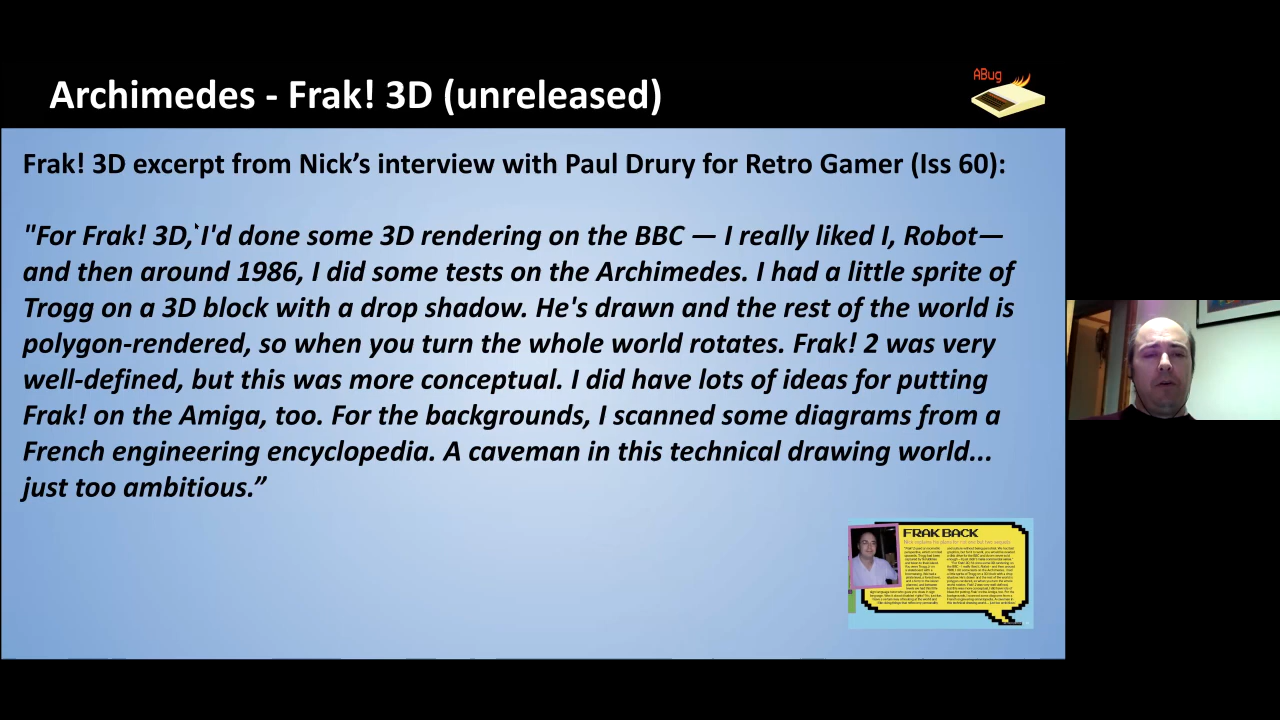 Archimedes - Frak! 3D (unreleased)
ABug
Frak! 3D excerpt from Nick’s interview with Paul Drury for Retro Gamer (Iss 60):
"For Frak! 3D, I'd done some 3D rendering on the BBC — I really liked I, Robot—
and then around 1986, I did some tests on the Archimedes. I had a little sprite of
Trogg on a 3D block with a drop shadow. He's drawn and the rest of the world is
polygon-rendered, so when you turn the whole world rotates. Frak! 2 was very
well-defined, but this was more conceptual. I did have lots of ideas for putting
Frak! on the Amiga, too. For the backgrounds, I scanned some diagrams from a
French engineering encyclopedia. A caveman in this technical drawing world...
just too ambitious.”
FRAK BACK